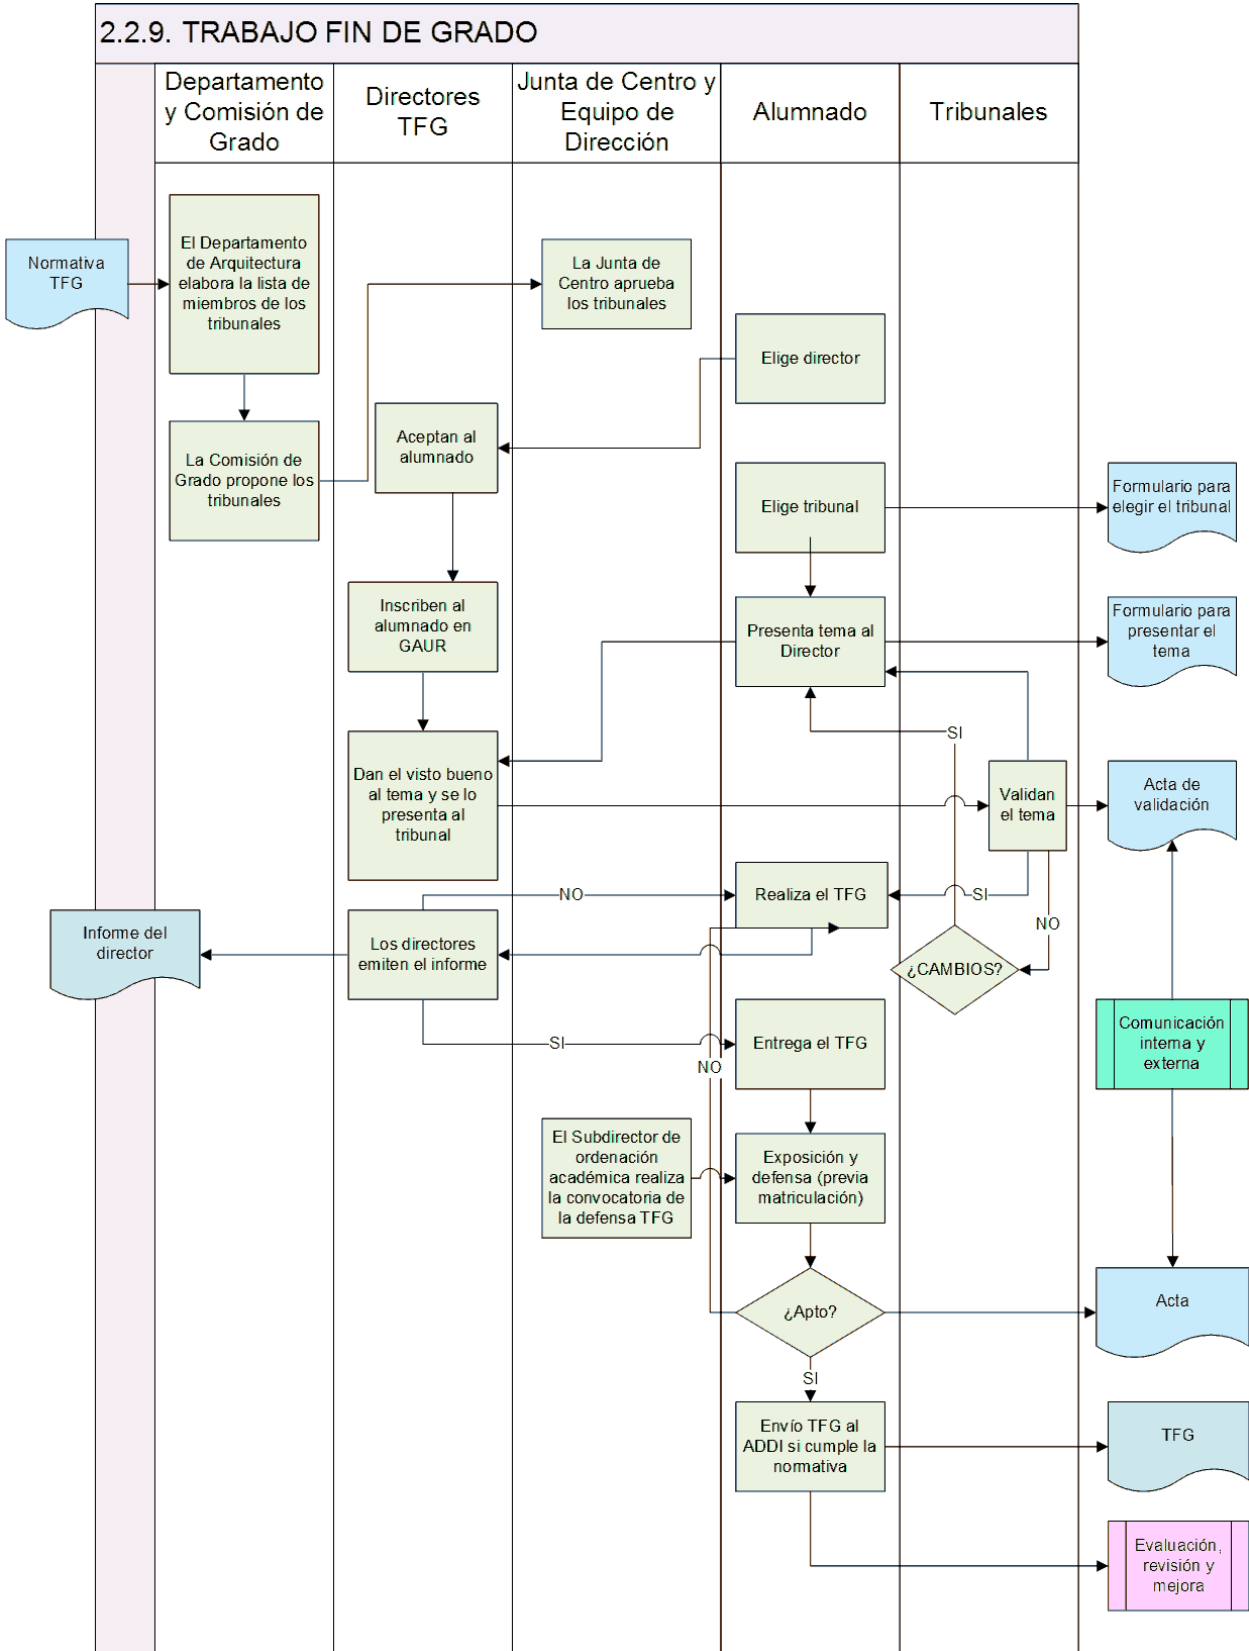 2.2.9. TRABAJO FIN DE GRADO
Departamento
y Comisión de
Grado
Directores
TFG
Junta de Centro y
Equipo de
Dirección
Alumnado
Tribunales
Normativa
TFG
El Departamento
de Arquitectura
elabora la lista de
miembros de los
tribunales
La Junta de
Centro aprueba
los tribunales
Elige director
Aceptan al
alumnado
La Comisión de
Grado propone los
tribunales
Elige tribunal
Formulario para
elegir el tribunal
Inscriben al
alumnado en
GAUR
Presenta tema al
Director
Formulario para
presentar el
tema
SI
Dan el visto bueno
al tema y se lo
presenta al
tribunal
Validan
el tema
Acta de
validación
NO
Realiza el TFG
SI
NO
Informe del
director
Los directores
emiten el informe
¿CAMBIOS?
SI
Entrega el TFG
NO
Comunicación
interna y
externa
El Subdirector de
ordenación
académica realiza
la convocatoria de
la defensa TFG
Exposición y
defensa (previa
matriculación)
¿Apto?
Acta
SI
Envío TFG al
ADDI si cumple la
normativa
TFG
Evaluación,
revisión y
mejora